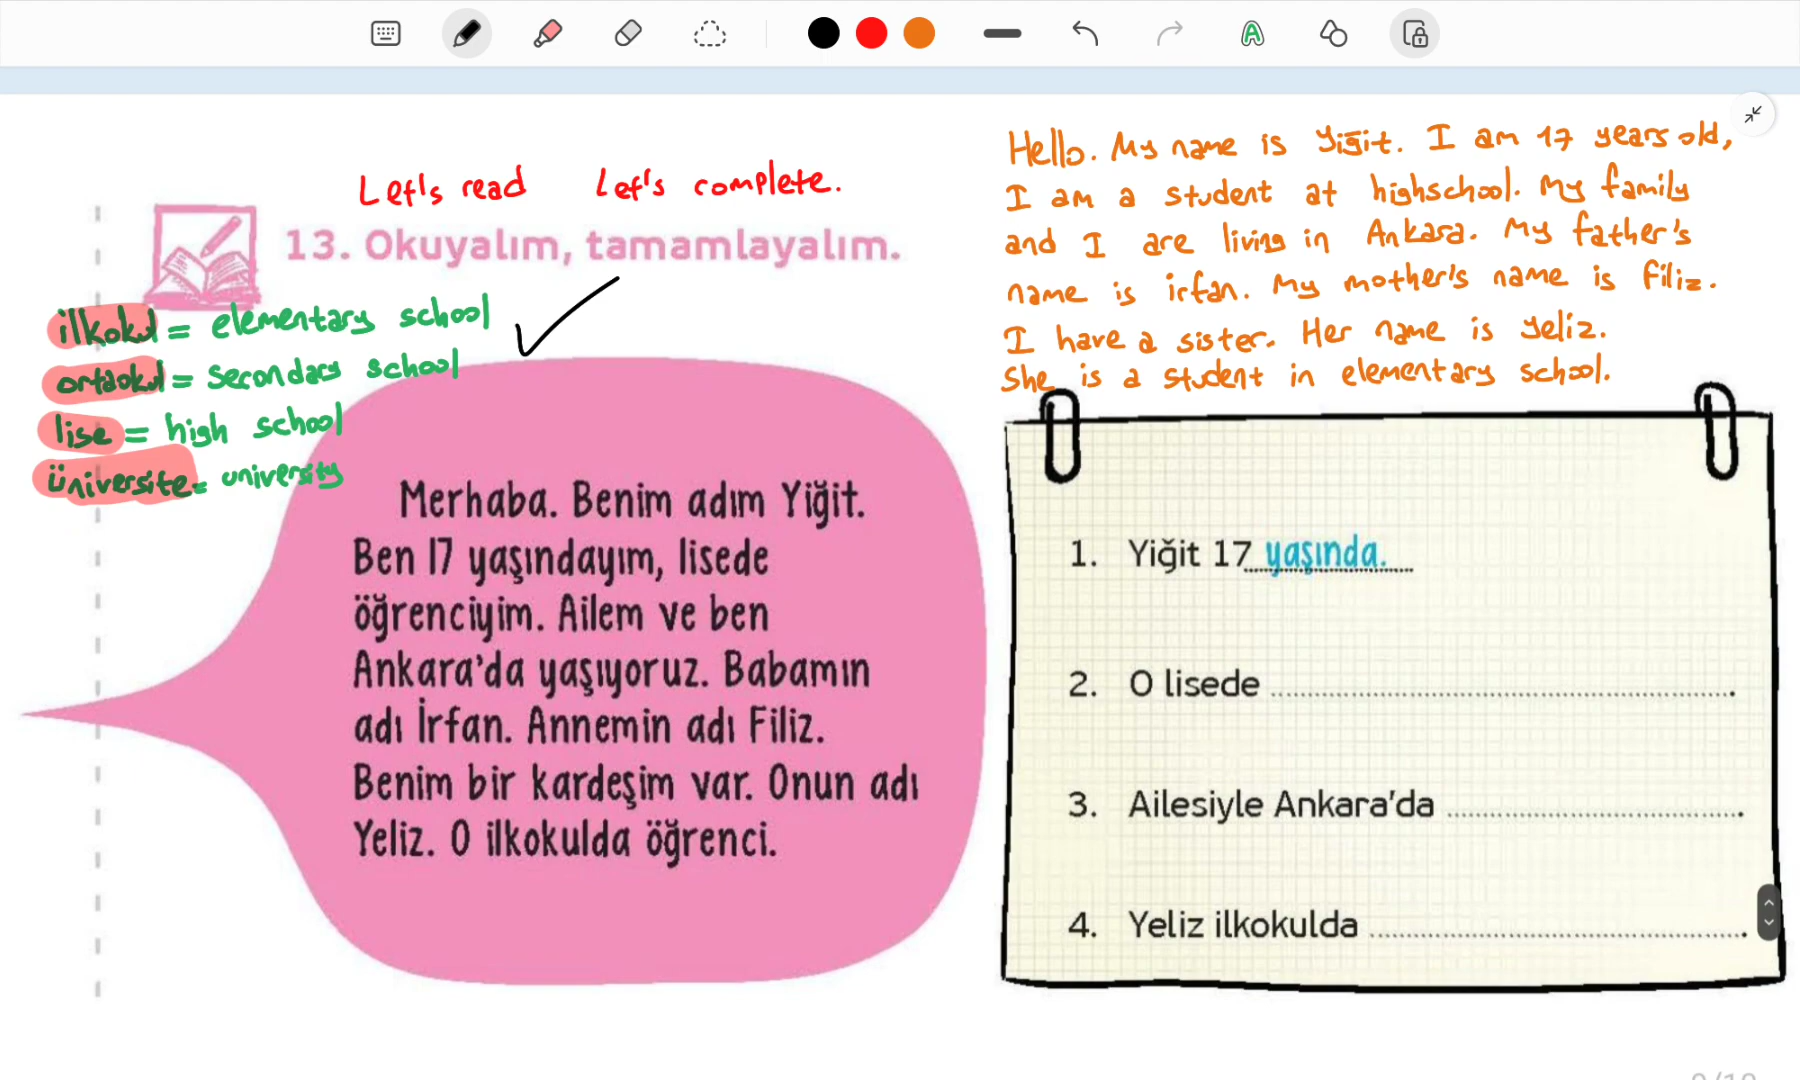 Let's read Let's complete.
13. Okuyalım, tamamlayalım.
ilkokul = elementary school
ortaokul = secondary school
lise = high school
üniversite = university
Merhaba. Benim adım Yiğit.
Ben 17 yaşındayım, lisede
öğrenciyim. Ailem ve ben
Ankara'da yaşıyoruz. Babamın
adı İrfan. Annemin adı Filiz.
Benim bir kardeşim var. Onun adı
Yeliz. O ilkokulda öğrenci.
Hello. My name is Yiğit. I am 17 years old,
I am a student at highschool. My family
and I are living in Ankara. My father's
name is irfan. My mother's name is Filiz.
I have a sister. Her name is Yeliz.
She is a student in elementary school.
1. Yiğit 17 yaşında.
2. O lisede .
3. Ailesiyle Ankara'da .
4. Yeliz ilkokulda .